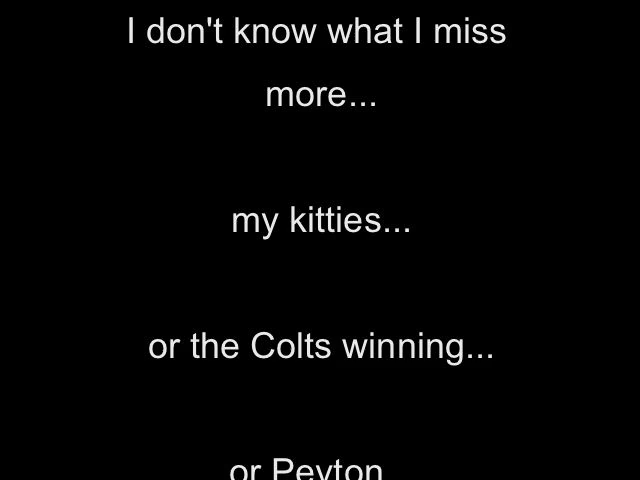 I don't know what I miss
more...
my kitties...
or the Colts winning...
or Peyton